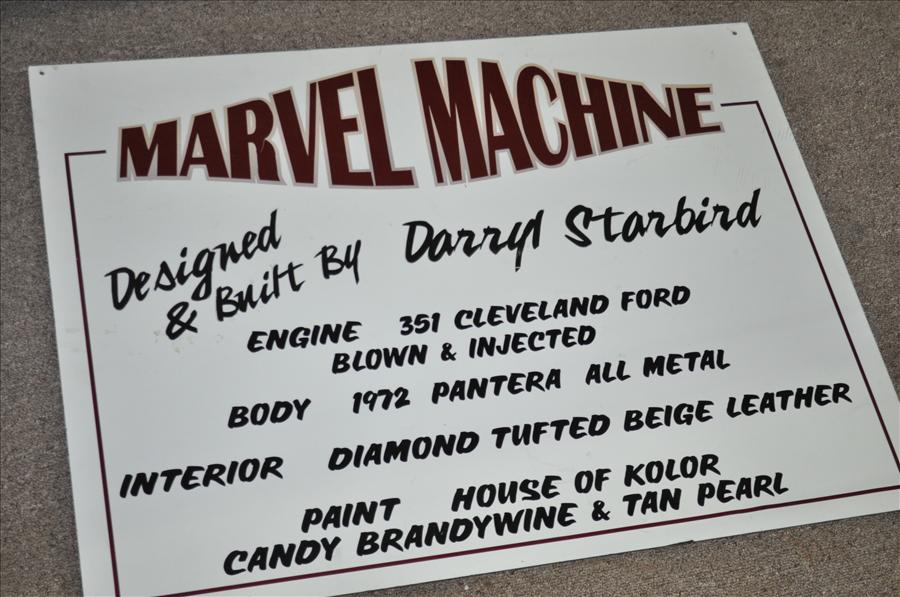 MARVEL MACHINE
Designed
& Built By Darryl Starbird
ENGINE 351 CLEVELAND FORD
BLOWN & INJECTED
BODY 1972 PANTERA ALL METAL
INTERIOR DIAMOND TUFTED BEIGE LEATHER
PAINT HOUSE OF KOLOR
CANDY BRANDYWINE & TAN PEARL